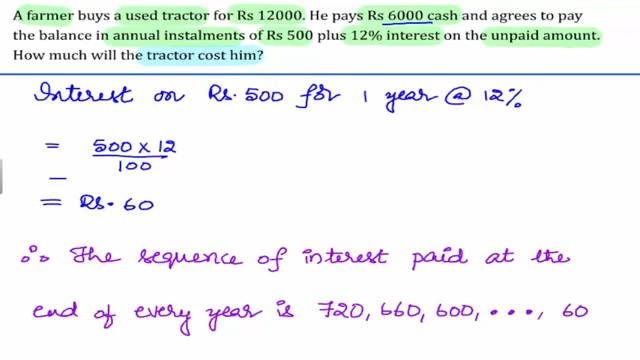 A farmer buys a used tractor for Rs 12000. He pays Rs 6000 cash and agrees to pay
the balance in annual instalments of Rs 500 plus 12% interest on the unpaid amount.
How much will the tractor cost him?
Interest on Rs. 500 for 1 year @ 12%
= 500 × 12
100
= Rs. 60
∴ The sequence of interest paid at the
end of every year is 720, 660, 600, ..., 60